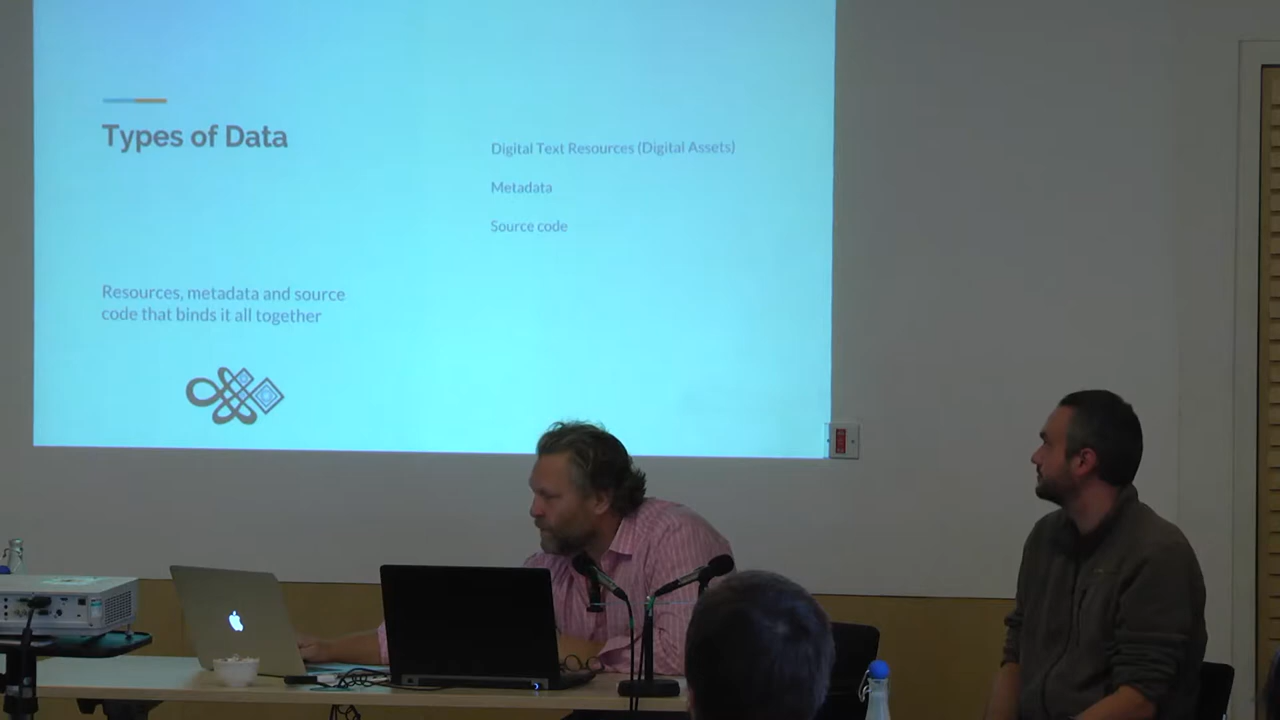 Types of Data
Digital Text Resources (Digital Assets)
Metadata
Source code
Resources, metadata and source
code that binds it all together